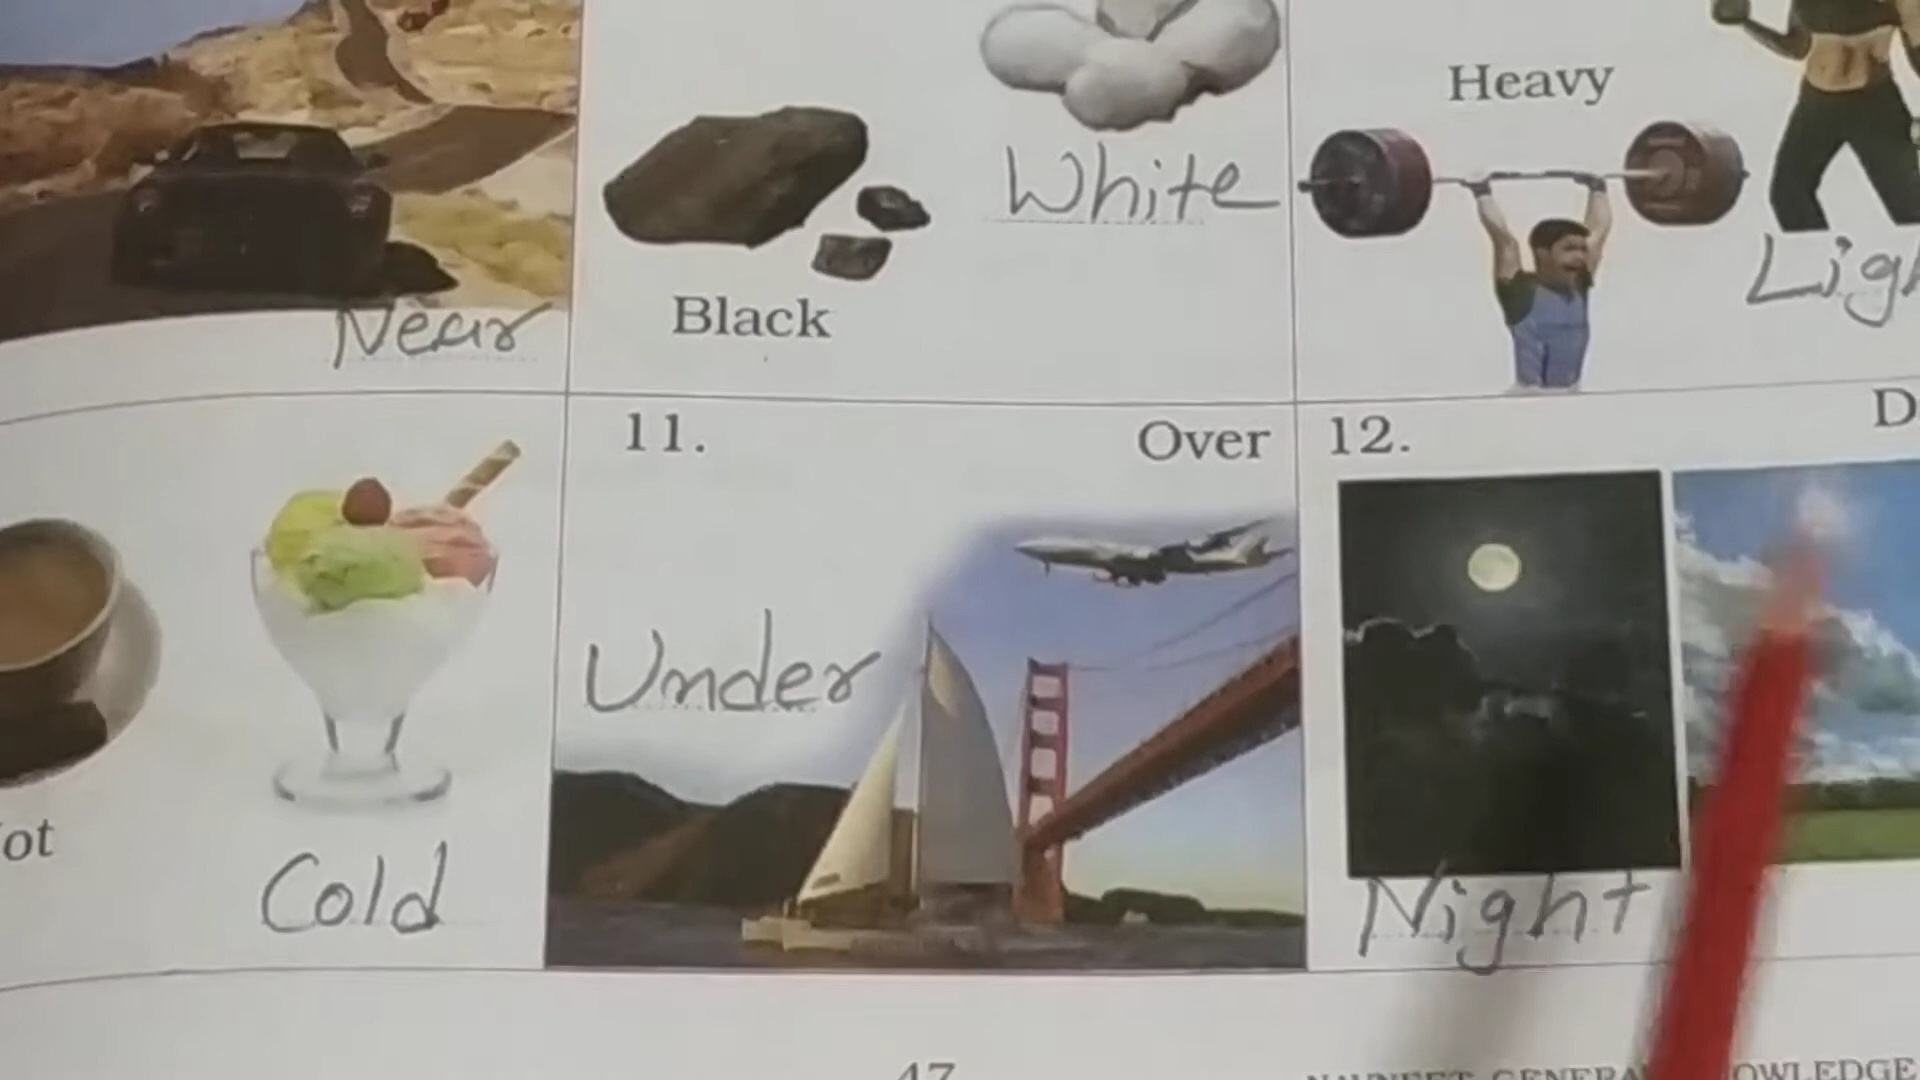 Heavy
White
Near
Black
11.
Over
12.
Under
Cold
Night
47